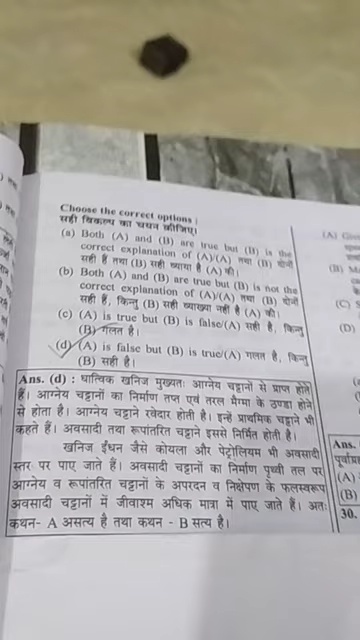 Choose the correct options :
सही विकल्प का चयन कीजिए।
(a) Both (A) and (B) are true but (B) is the
correct explanation of (A)/(A) तथा (B) दोनों
सही हैं तथा (B) सही व्याख्या है (A) की।
(b) Both (A) and (B) are true but (B) is not the
correct explanation of (A)/(A) तथा (B) दोनों
सही हैं, किन्तु (B) सही व्याख्या नहीं है (A) की।
(c) (A) is true but (B) is false/(A) सही है, किन्तु
(B) गलत है।
(d) (A) is false but (B) is true/(A) गलत है, किन्तु
(B) सही है।
Ans. (d) : धात्विक खनिज मुख्यतः आग्नेय चट्टानों से प्राप्त होते
हैं। आग्नेय चट्टानों का निर्माण तप्त एवं तरल मैग्मा के ठण्डा होने
से होता है। आग्नेय चट्टाने रवेदार होती है। इन्हे प्राथमिक चट्टाने भी
कहते हैं। अवसादी तथा रूपांतरित चट्टाने इससे निर्मित होती है।
खनिज ईंधन जैसे कोयला और पेट्रोलियम भी अवसादी
स्तर पर पाए जाते हैं। अवसादी चट्टानों का निर्माण पृथ्वी तल पर
आग्नेय व रूपांतरित चट्टानों के अपरदन व निक्षेपण के फलस्वरूप
अवसादी चट्टानों में जीवाश्म अधिक मात्रा में पाए जाते हैं। अतः
कथन- A असत्य है तथा कथन - B सत्य है।
(A)
(B)
(C)
(D)
Ans.
(A)
(B)
30.